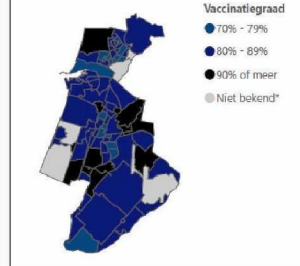 Vaccinatiegraad
70% - 79%
80% - 89%
90% of meer
Niet bekend*